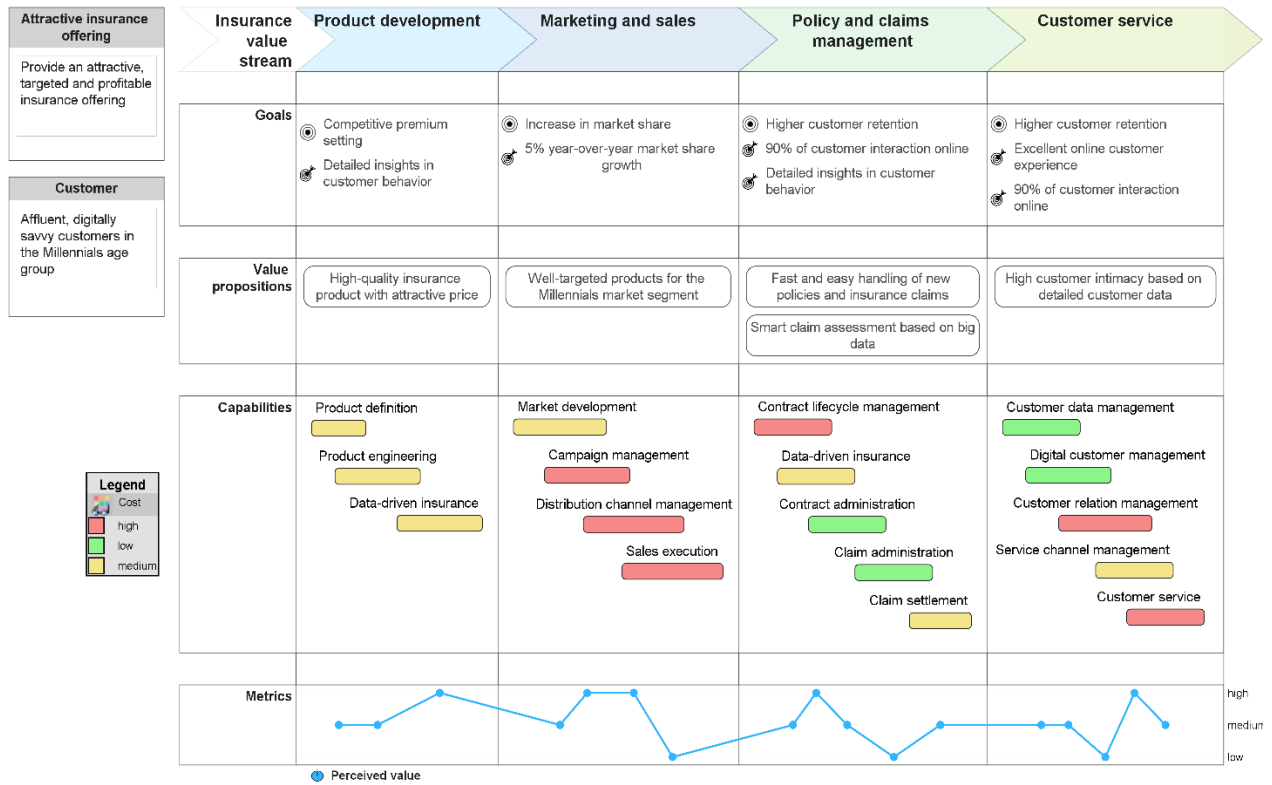 Attractive insurance
offering
Provide an attractive,
targeted and profitable
insurance offering
Customer
Affluent, digitally
savvy customers in
the Millennials age
group
Legend
Cost
high
low
medium
Insurance
value
stream
Product development
Marketing and sales
Policy and claims
management
Customer service
Goals
Competitive premium
setting
Detailed insights in
customer behavior
Increase in market share
5% year-over-year market share
growth
Higher customer retention
90% of customer interaction online
Detailed insights in customer
behavior
Higher customer retention
Excellent online customer
experience
90% of customer interaction
online
Value
propositions
High-quality insurance
product with attractive price
Well-targeted products for the
Millennials market segment
Fast and easy handling of new
policies and insurance claims
Smart claim assessment based on big
data
High customer intimacy based on
detailed customer data
Capabilities
Product definition
Product engineering
Data-driven insurance
Market development
Campaign management
Distribution channel management
Sales execution
Contract lifecycle management
Data-driven insurance
Contract administration
Claim administration
Claim settlement
Customer data management
Digital customer management
Customer relation management
Service channel management
Customer service
Metrics
high
medium
low
Perceived value